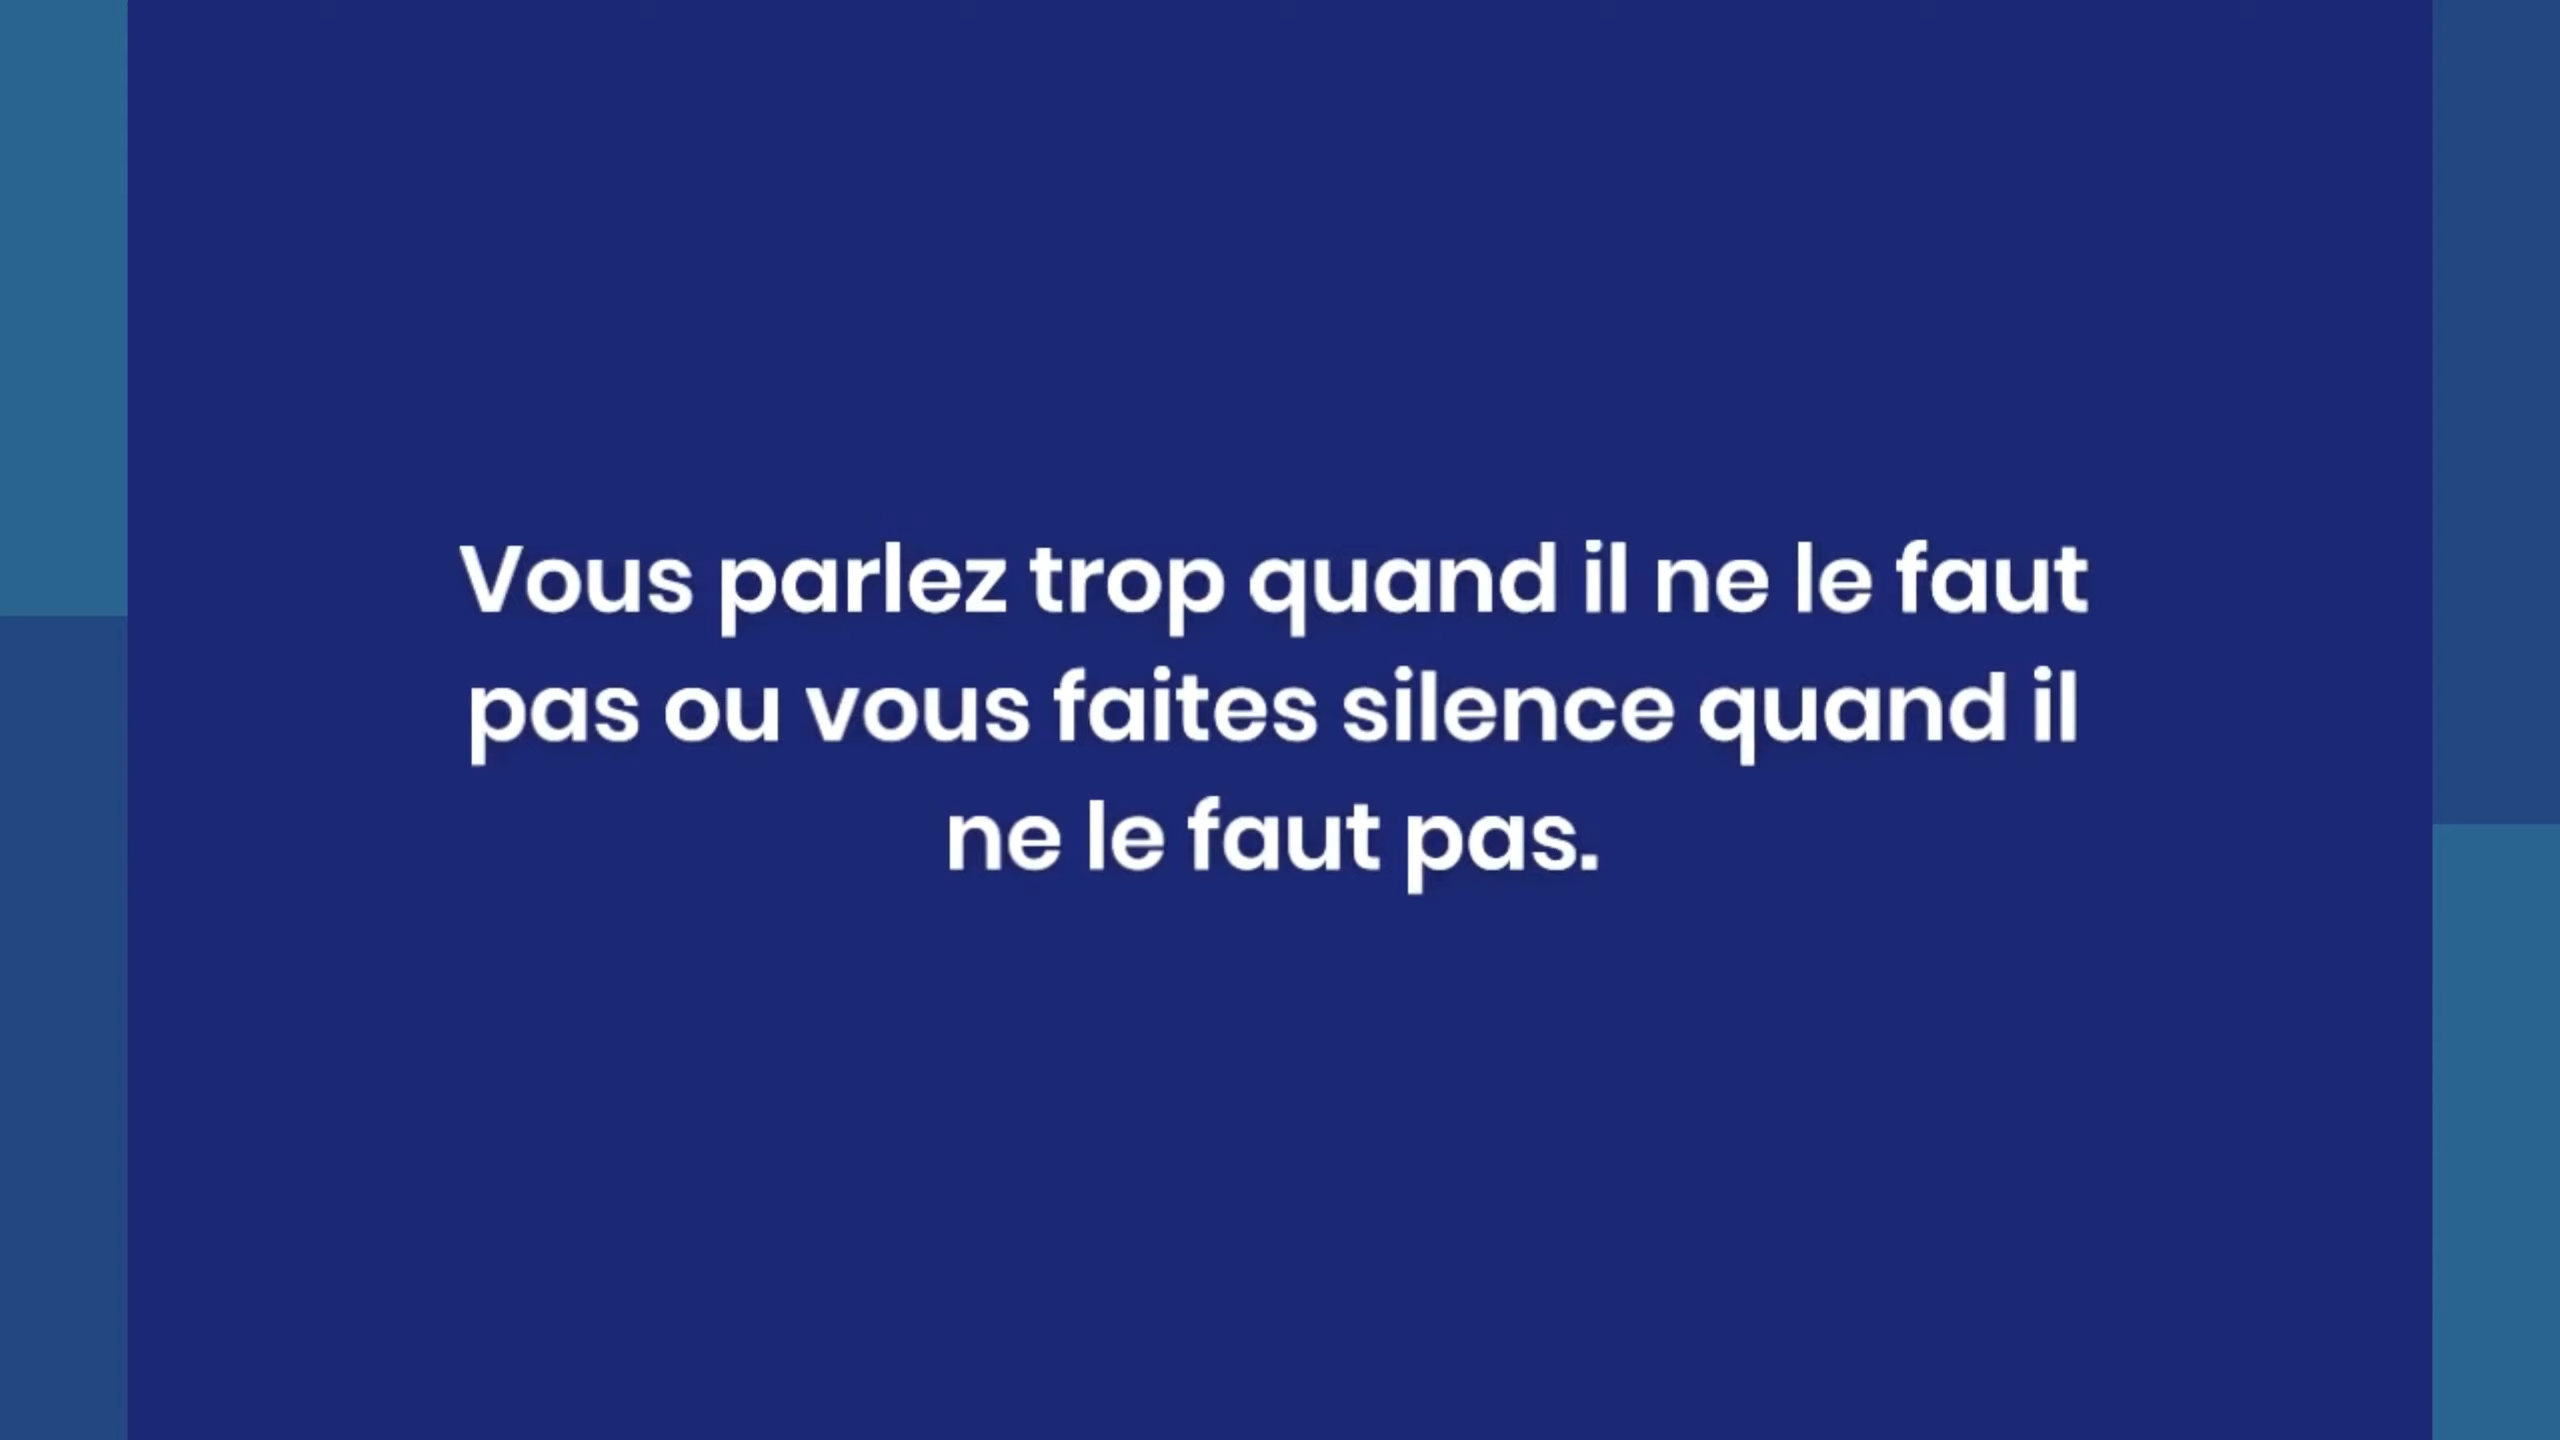 Vous parlez trop quand il ne le faut
pas ou vous faites silence quand il
ne le faut pas.